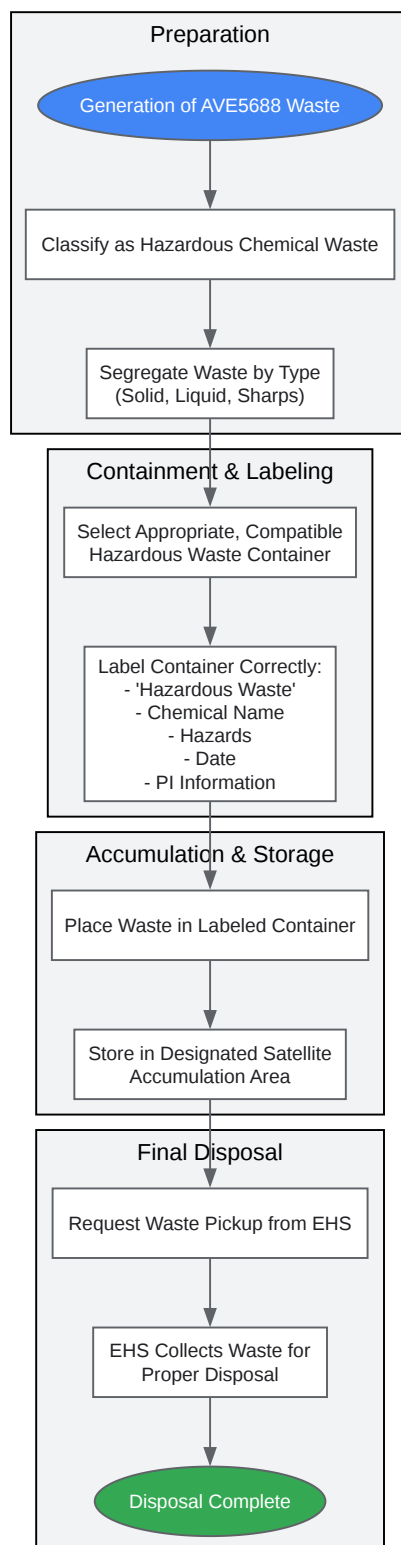 Preparation
Generation of AVE5688 Waste
Classify as Hazardous Chemical Waste
Segregate Waste by Type
(Solid, Liquid, Sharps)
Containment & Labeling
Select Appropriate, Compatible
Hazardous Waste Container
Label Container Correctly:
- 'Hazardous Waste'
- Chemical Name
- Hazards
- Date
- PI Information
Accumulation & Storage
Place Waste in Labeled Container
Store in Designated Satellite
Accumulation Area
Final Disposal
Request Waste Pickup from EHS
EHS Collects Waste for
Proper Disposal
Disposal Complete